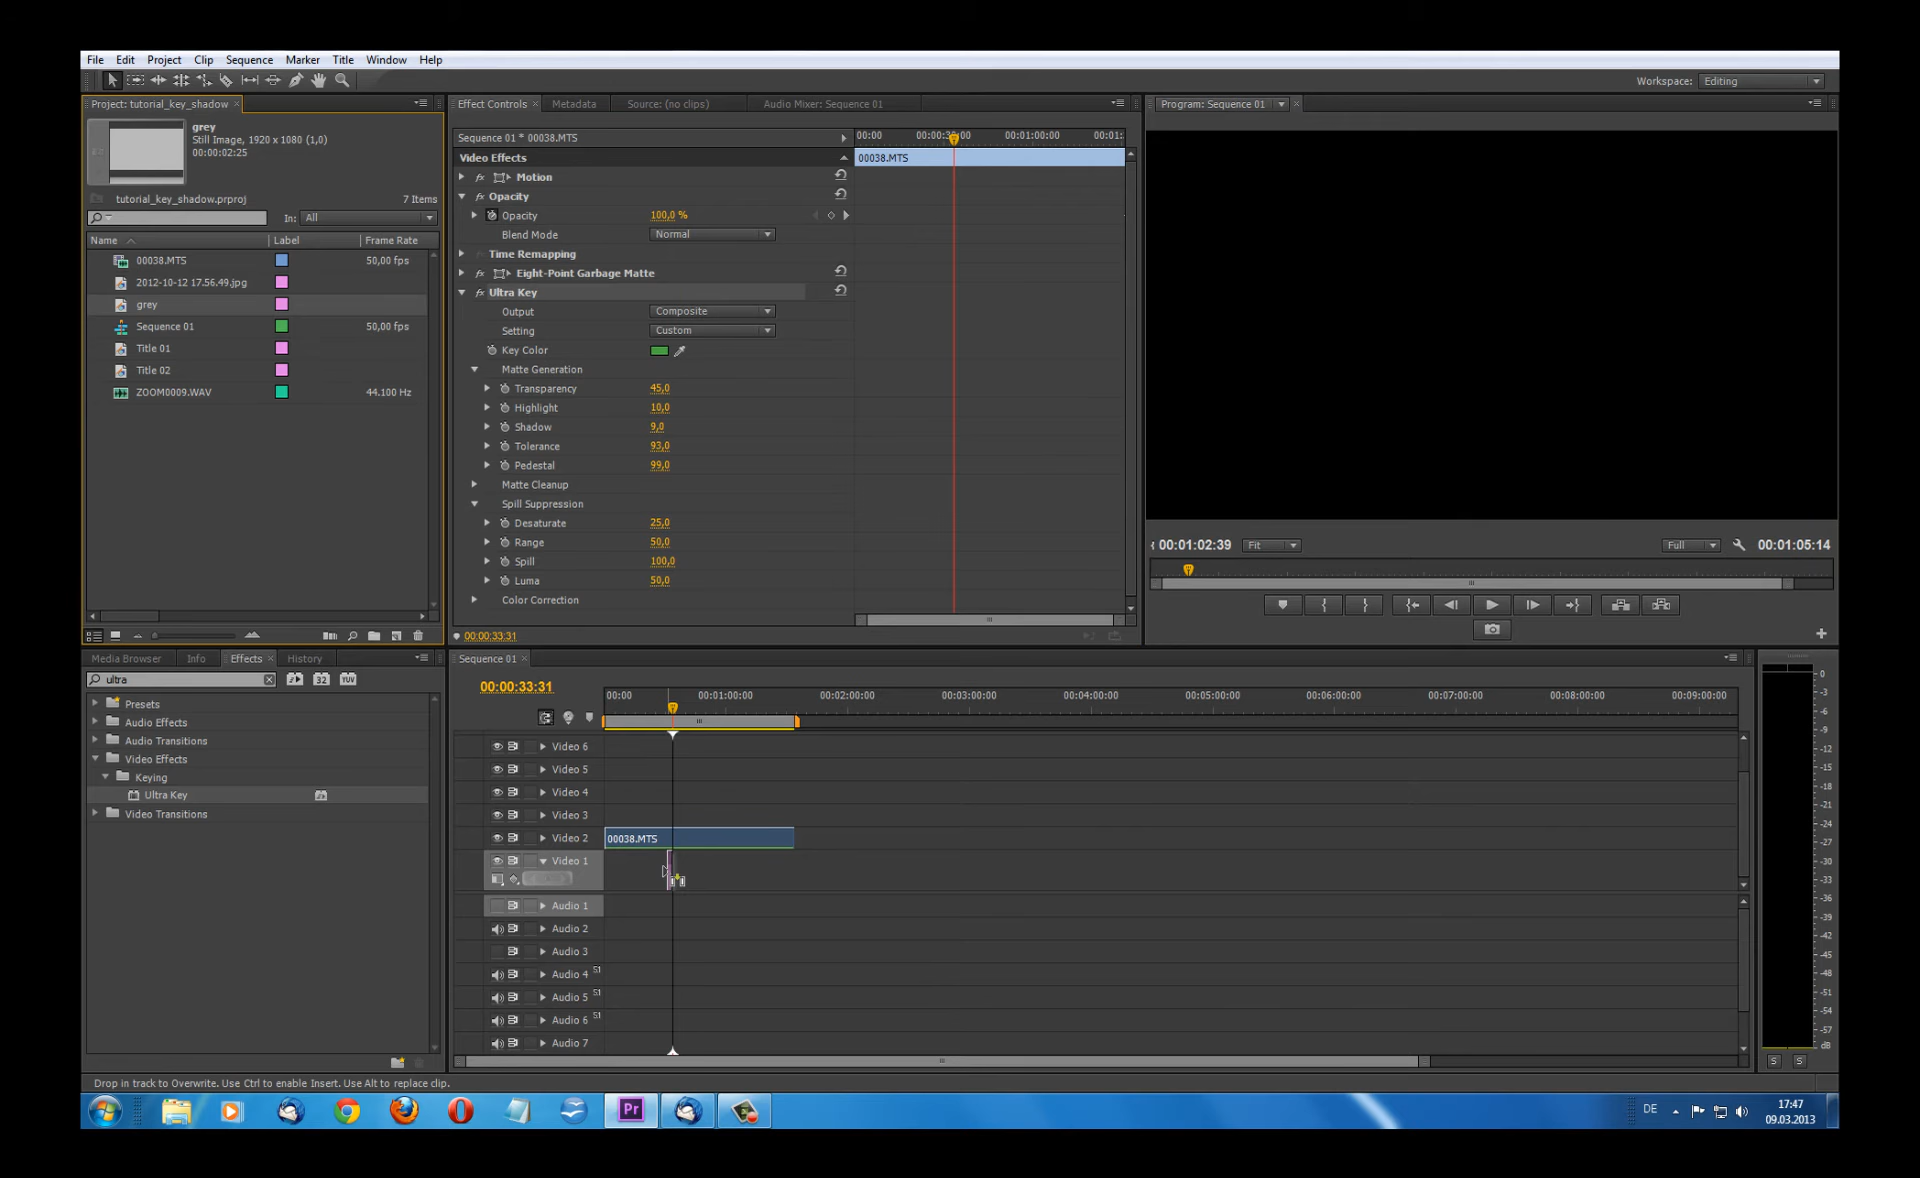 File Edit Project Clip Sequence Marker Title Window Help
Workspace: Editing
Project: tutorial_key_shadow
grey
Still Image, 1920 x 1080 (1,0)
00:00:02:25
tutorial_key_shadow.prproj 7 Items
In: All
Name Label Frame Rate
00038.MTS 50,00 fps
2012-10-12 17.56.49.jpg
grey
Sequence 01 50,00 fps
Title 01
Title 02
ZOOM0009.WAV 44.100 Hz
Effect Controls Metadata Source: (no clips) Audio Mixer: Sequence 01
Sequence 01 * 00038.MTS
00:00 00:01:00:00
00038.MTS
Video Effects
fx Motion
fx Opacity
Opacity 100,0 %
Blend Mode Normal
Time Remapping
fx Eight-Point Garbage Matte
fx Ultra Key
Output Composite
Setting Custom
Key Color
Matte Generation
Transparency 45,0
Highlight 10,0
Shadow 9,0
Tolerance 93,0
Pedestal 99,0
Matte Cleanup
Spill Suppression
Desaturate 25,0
Range 50,0
Spill 100,0
Luma 50,0
Color Correction
00:00:33:31
Program: Sequence 01
00:01:02:39 Fit Full 00:01:05:14
Media Browser Info Effects History
ultra
32 YUV
Presets
Audio Effects
Audio Transitions
Video Effects
Keying
Ultra Key
Video Transitions
Sequence 01
00:00:33:31
00:00 00:01:00:00 00:02:00:00 00:03:00:00 00:04:00:00 00:05:00:00 00:06:00:00 00:07:00:00 00:08:00:00 00:09:00:00
Video 6
Video 5
Video 4
Video 3
Video 2 00038.MTS
Video 1
Audio 1
Audio 2
Audio 3
Audio 4 51
Audio 5 51
Audio 6 51
Audio 7
0
-3
-6
-9
-12
-15
-18
-21
-24
-27
-30
-33
-36
-39
-42
-45
-48
-51
-54
-57
dB
S S
Drop in track to Overwrite. Use Ctrl to enable Insert. Use Alt to replace clip.
Pr
DE
17:47
09.03.2013